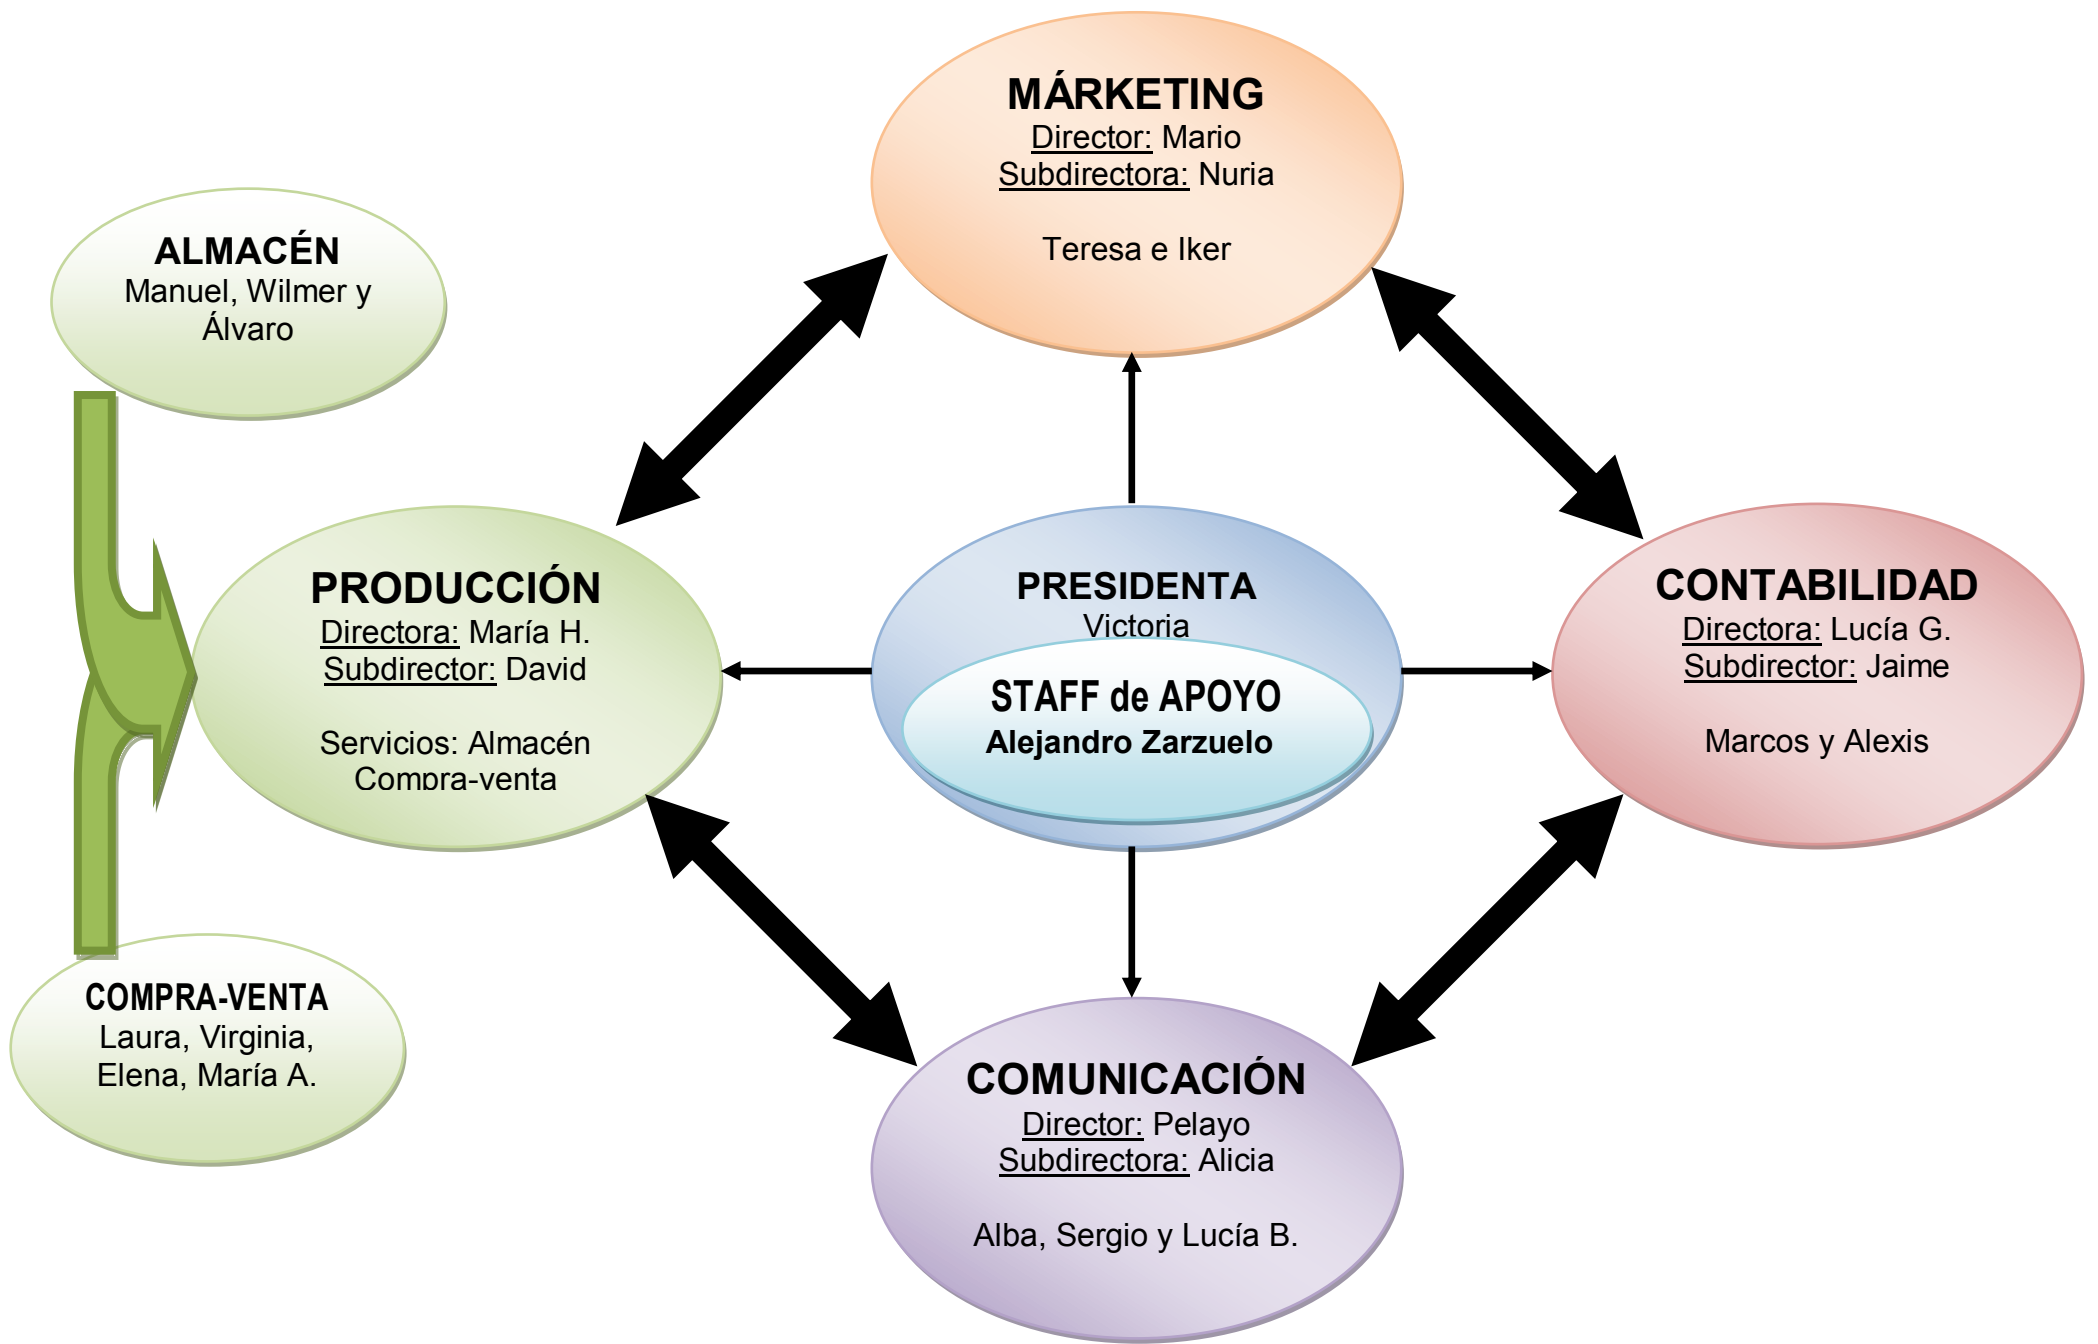 MÁRKETING
Director: Mario
Subdirectora: Nuria
Teresa e Iker
ALMACÉN
Manuel, Wilmer y
Álvaro
PRODUCCIÓN
Directora: María H.
Subdirector: David
Servicios: Almacén
Compra-venta
PRESIDENTA
Victoria
STAFF de APOYO
Alejandro Zarzuelo
CONTABILIDAD
Directora: Lucía G.
Subdirector: Jaime
Marcos y Alexis
COMPRA-VENTA
Laura, Virginia,
Elena, María A.
COMUNICACIÓN
Director: Pelayo
Subdirectora: Alicia
Alba, Sergio y Lucía B.